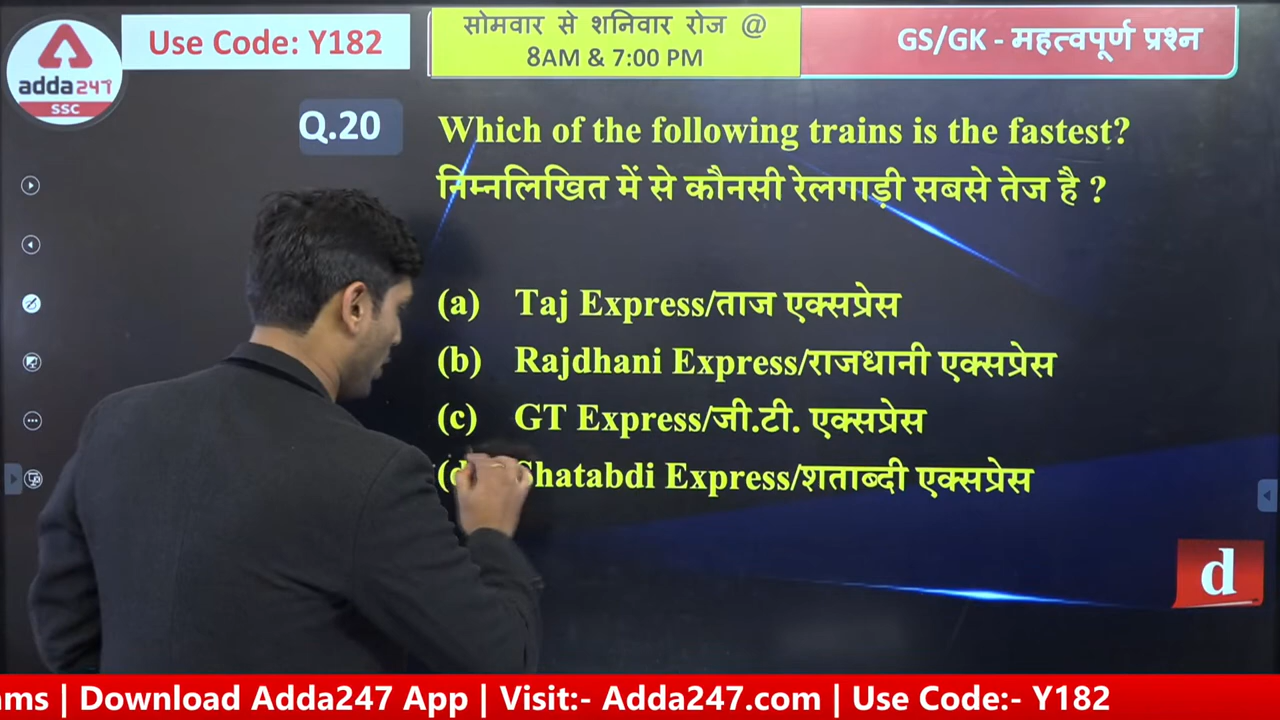 adda247
SSC
Use Code: Y182
सोमवार से शनिवार रोज @
8AM & 7:00 PM
GS/GK - महत्वपूर्ण प्रश्न
Q.20
Which of the following trains is the fastest?
निम्नलिखित में से कौनसी रेलगाड़ी सबसे तेज है ?
(a) Taj Express/ताज एक्सप्रेस
(b) Rajdhani Express/राजधानी एक्सप्रेस
(c) GT Express/जी.टी. एक्सप्रेस
(d Shatabdi Express/शताब्दी एक्सप्रेस
d
ams | Download Adda247 App | Visit:- Adda247.com | Use Code:- Y182